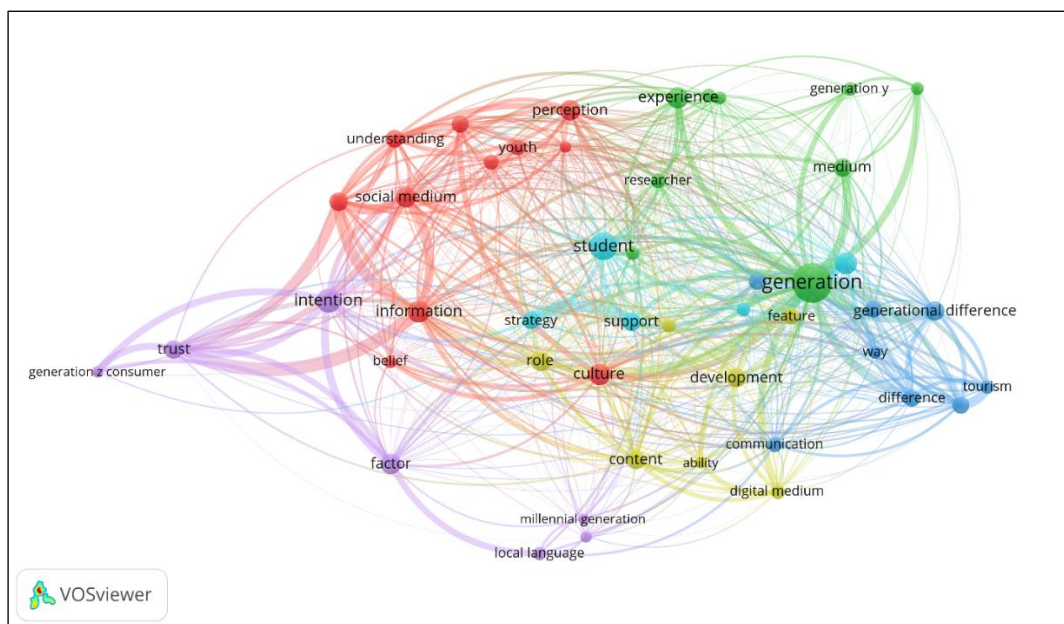 generation y
experience
perception
understanding
youth
medium
researcher
social medium
student
generation
intention
information
strategy
support
feature
generational difference
trust
belief
role
way
generation z consumer
culture
development
tourism
difference
communication
factor
content
ability
digital medium
millennial generation
local language
VOSviewer